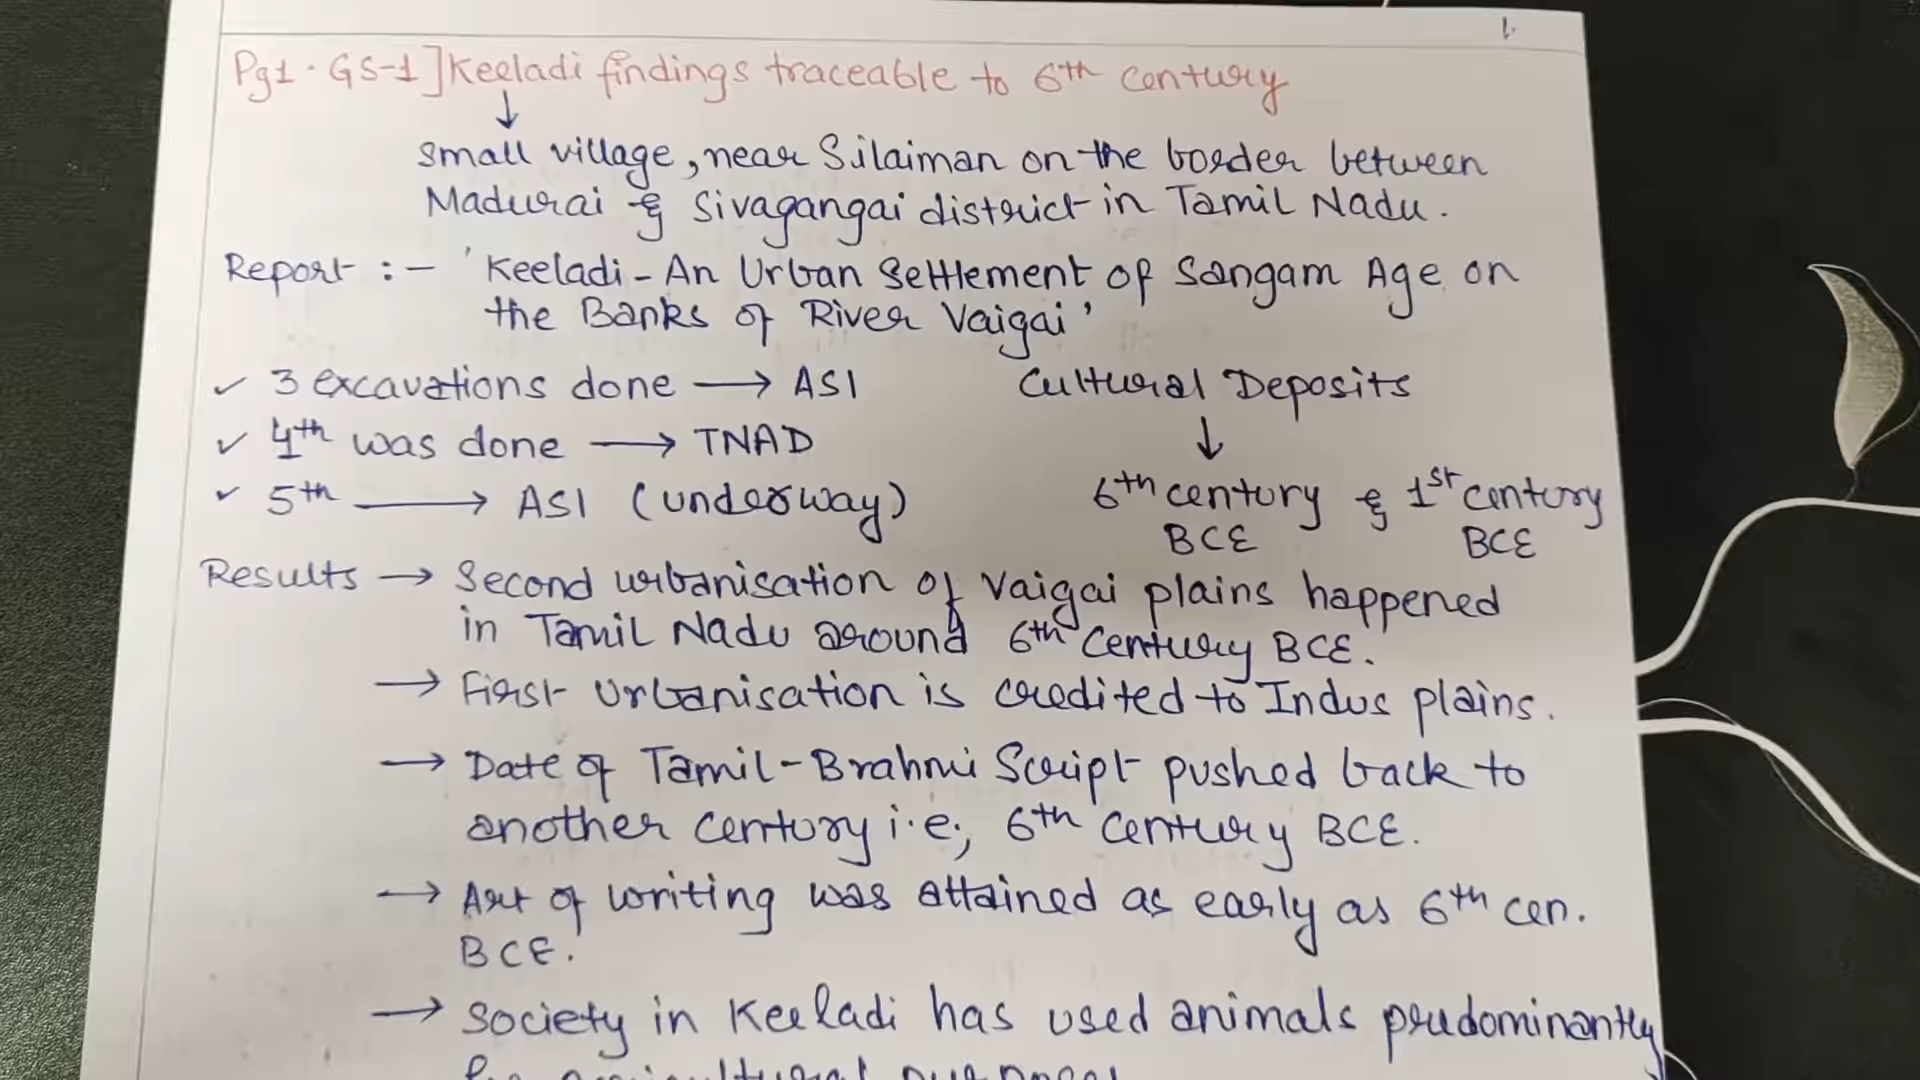 Pg1. GS-1] Keeladi findings traceable to 6th century
↓
small village, near Silaiman on the border between
Madurai & Sivagangai district in Tamil Nadu.
Report :- 'Keeladi - An Urban Settlement of Sangam Age on
the Banks of River Vaigai'
✓ 3 excavations done → ASI
✓ 4th was done → TNAD
✓ 5th → ASI (underway)
Cultural Deposits
↓
6th century & 1st century
BCE BCE
Results → Second urbanisation of Vaigai plains happened
in Tamil Nadu around 6th century BCE.
→ First urbanisation is credited to Indus plains.
→ Date of Tamil-Brahmi Script pushed back to
another century i.e., 6th century BCE.
→ Art of writing was attained as early as 6th cen.
BCE.
→ Society in Keeladi has used animals predominantly
agricultural purposes